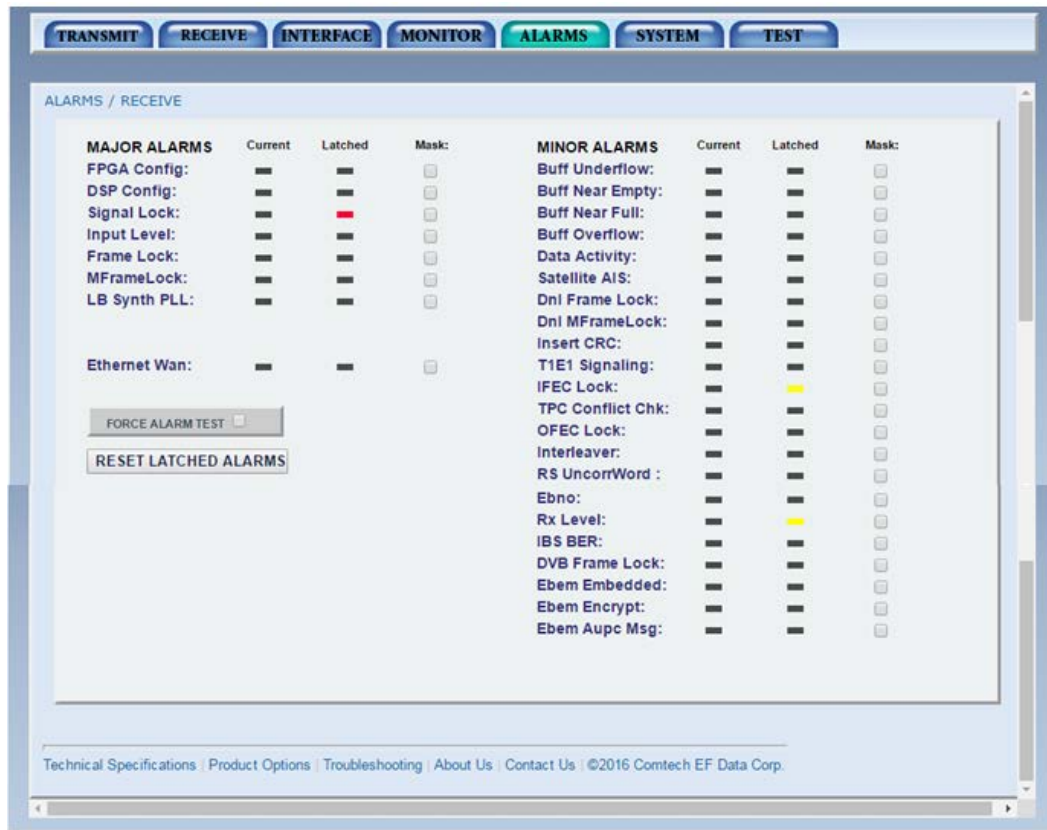 TRANSMIT RECEIVE INTERFACE MONITOR ALARMS SYSTEM TEST
ALARMS / RECEIVE
MAJOR ALARMS Current Latched Mask:
FPGA Config:
DSP Config:
Signal Lock:
Input Level:
Frame Lock:
MFrameLock:
LB Synth PLL:
Ethernet Wan:
FORCE ALARM TEST
RESET LATCHED ALARMS
MINOR ALARMS Current Latched Mask:
Buff Underflow:
Buff Near Empty:
Buff Near Full:
Buff Overflow:
Data Activity:
Satellite AIS:
Dnl Frame Lock:
Dnl MFrameLock:
Insert CRC:
T1E1 Signaling:
IFEC Lock:
TPC Conflict Chk:
OFEC Lock:
Interleaver:
RS UncorrWord :
Ebno:
Rx Level:
IBS BER:
DVB Frame Lock:
Ebem Embedded:
Ebem Encrypt:
Ebem Aupc Msg:
Technical Specifications | Product Options | Troubleshooting | About Us | Contact Us | ©2016 Comtech EF Data Corp.